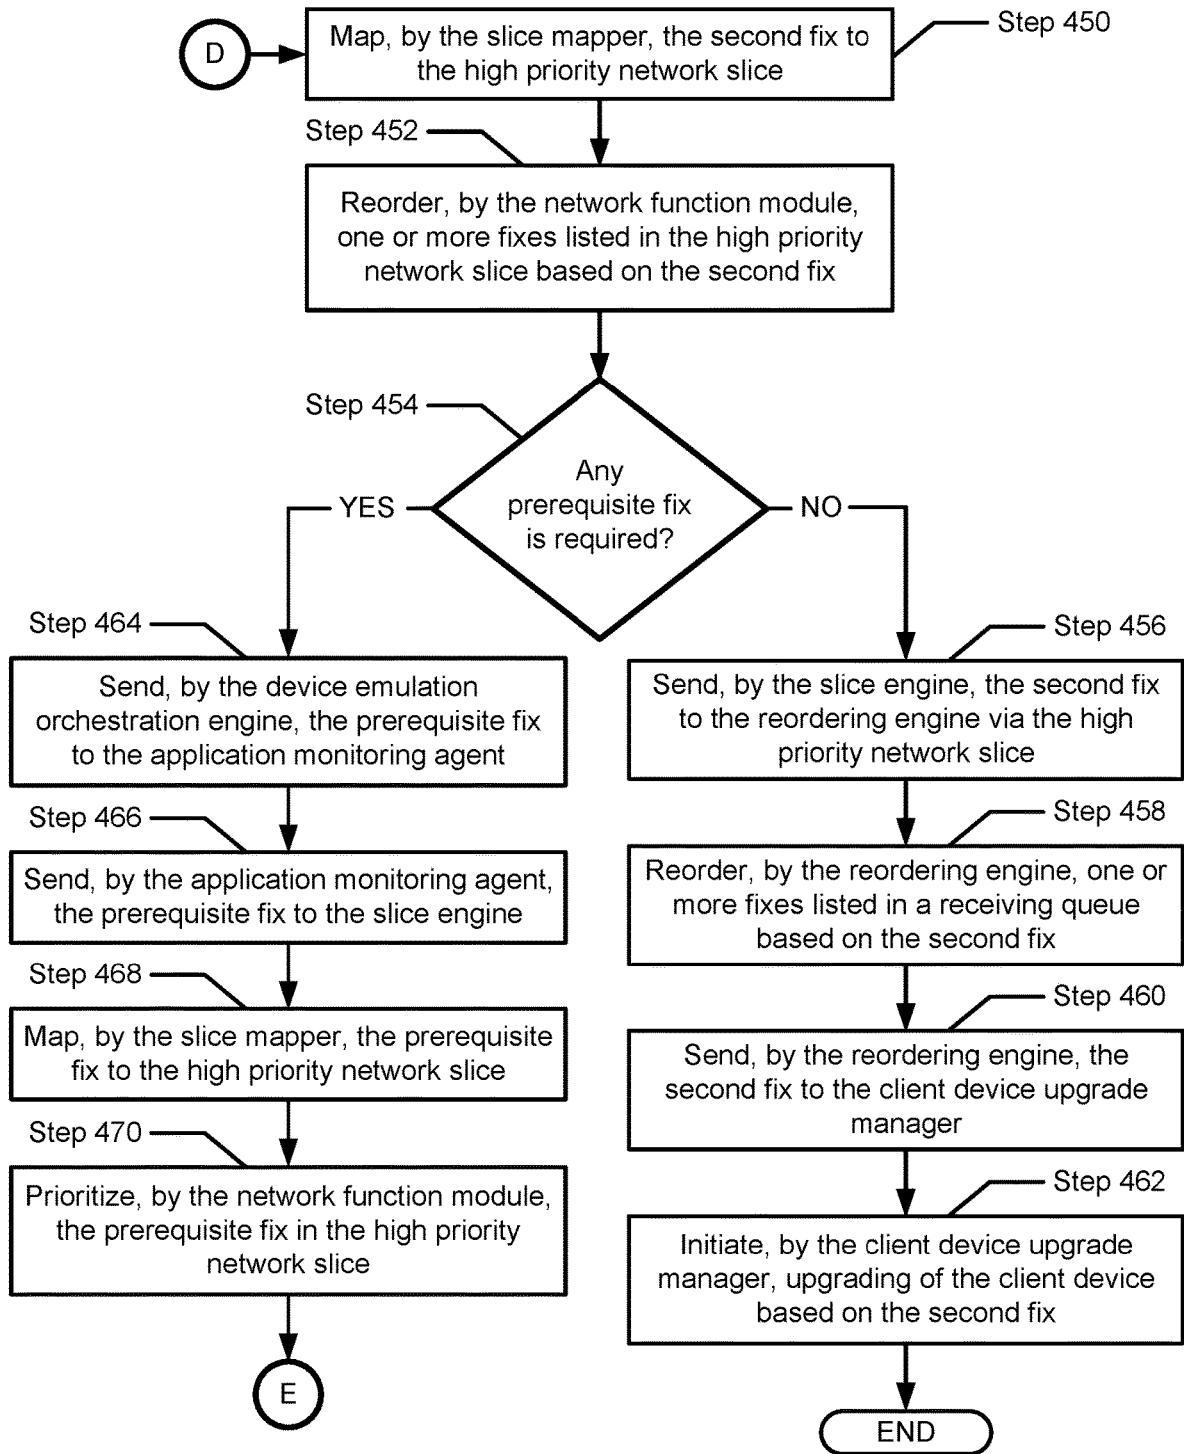 D
Map, by the slice mapper, the second fix to
the high priority network slice
Step 450
Step 452
Reorder, by the network function module,
one or more fixes listed in the high priority
network slice based on the second fix
Step 454
Any
prerequisite fix
is required?
YES
NO
Step 464
Send, by the device emulation
orchestration engine, the prerequisite fix
to the application monitoring agent
Step 466
Send, by the application monitoring agent,
the prerequisite fix to the slice engine
Step 468
Map, by the slice mapper, the prerequisite
fix to the high priority network slice
Step 470
Prioritize, by the network function module,
the prerequisite fix in the high priority
network slice
E
Step 456
Send, by the slice engine, the second fix
to the reordering engine via the high
priority network slice
Step 458
Reorder, by the reordering engine, one or
more fixes listed in a receiving queue
based on the second fix
Step 460
Send, by the reordering engine, the
second fix to the client device upgrade
manager
Step 462
Initiate, by the client device upgrade
manager, upgrading of the client device
based on the second fix
END